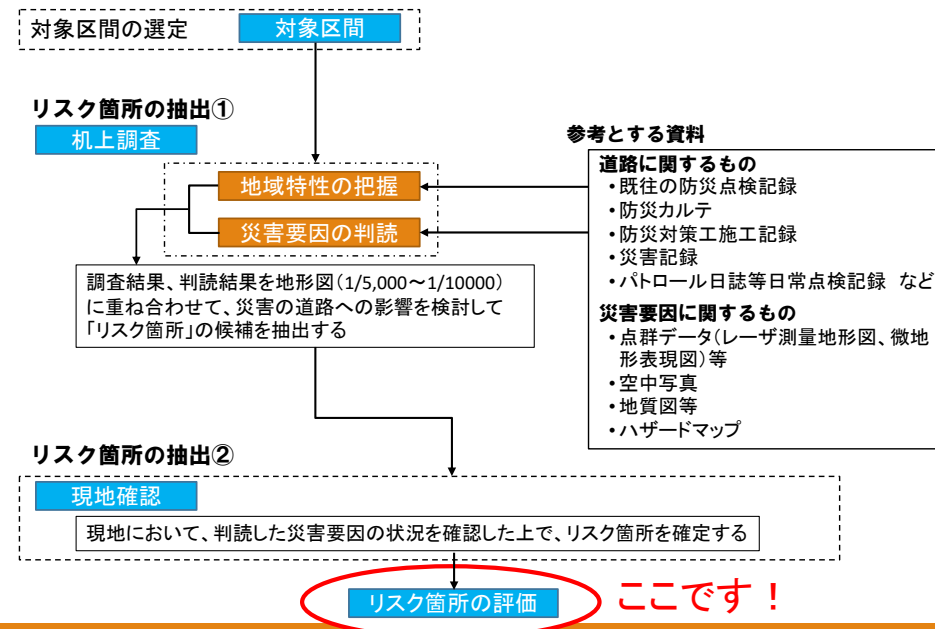 対象区間の選定
対象区間
リスク箇所の抽出①
机上調査
地域特性の把握
災害要因の判読
調査結果、判読結果を地形図(1/5,000~1/10000)
に重ね合わせて、災害の道路への影響を検討して
「リスク箇所」の候補を抽出する
参考とする資料
道路に関するもの
・既往の防災点検記録
・防災カルテ
・防災対策工施工記録
・災害記録
・パトロール日誌等日常点検記録 など
災害要因に関するもの
・点群データ(レーザ測量地形図、微地
形表現図)等
・空中写真
・地質図等
・ハザードマップ
リスク箇所の抽出②
現地確認
現地において、判読した災害要因の状況を確認した上で、リスク箇所を確定する
リスク箇所の評価
ここです!